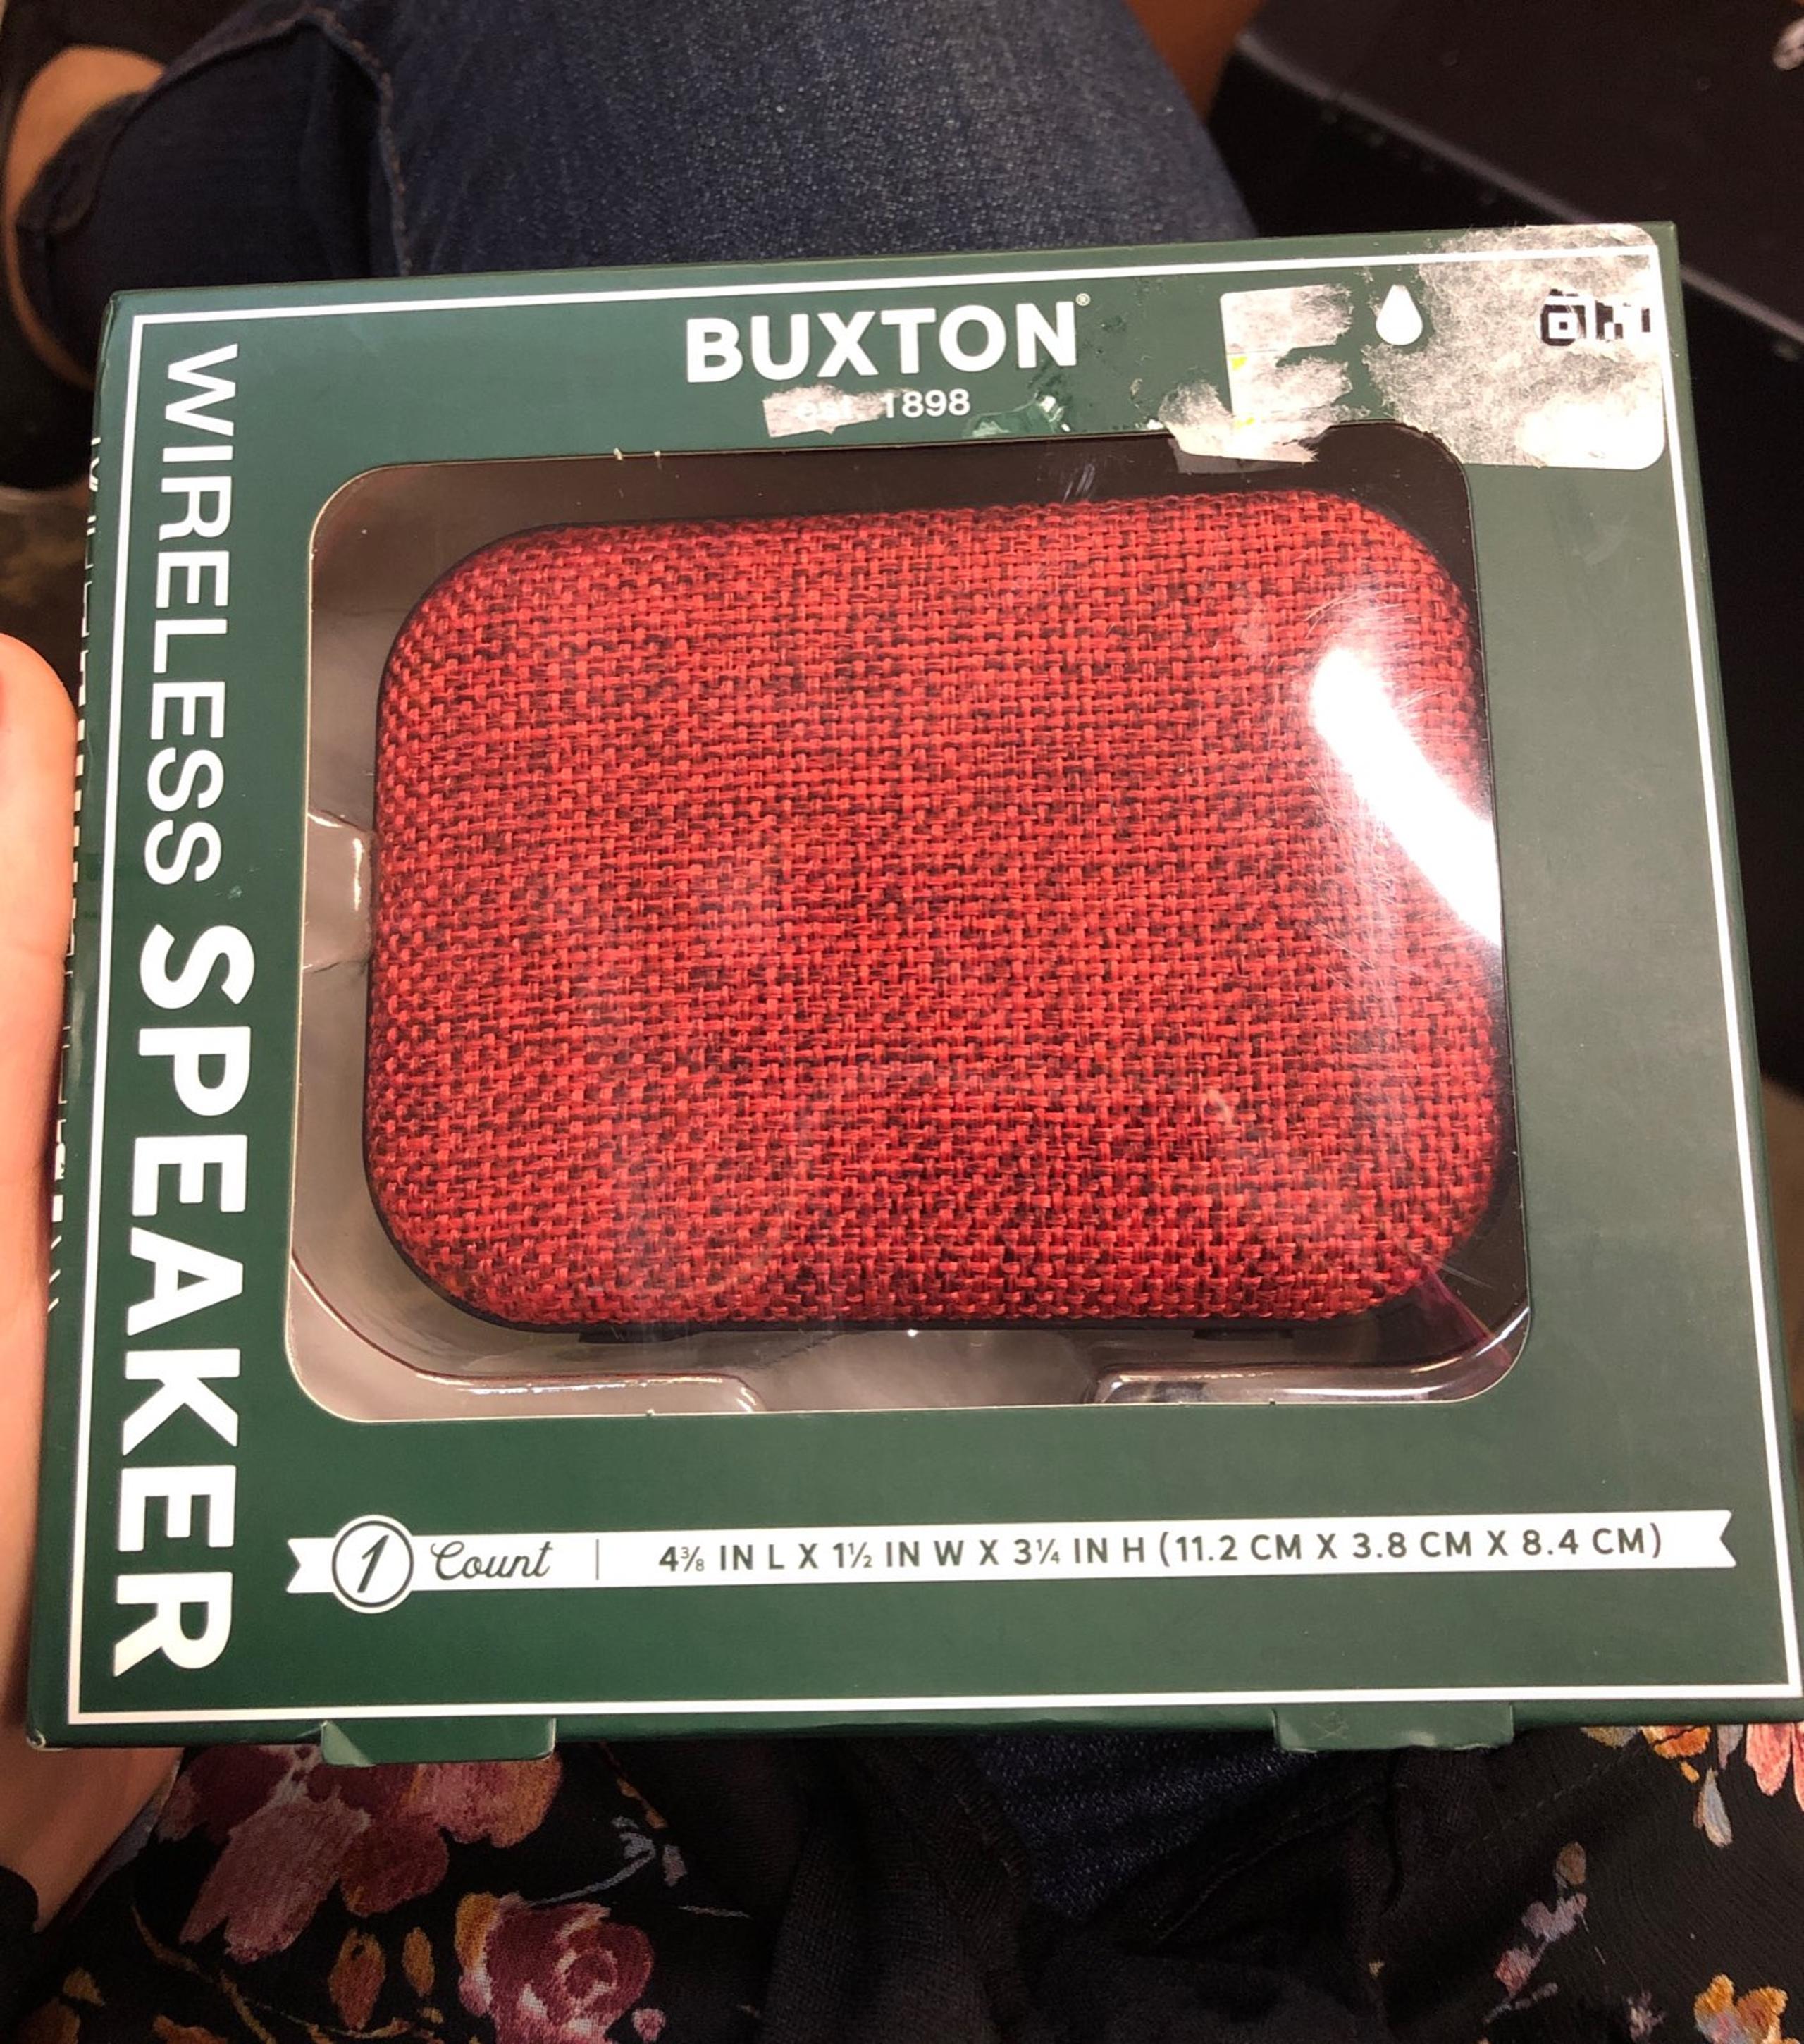 BUXTON®
est. 1898
WIRELESS SPEAKER
1 Count | 4⅜ IN L X 1½ IN W X 3¼ IN H (11.2 CM X 3.8 CM X 8.4 CM)